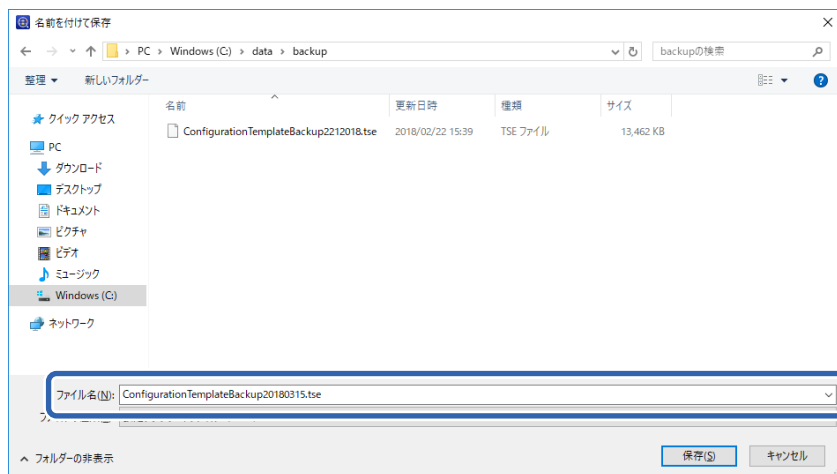 名前を付けて保存
PC › Windows (C:) › data › backup
backupの検索
整理
新しいフォルダー
名前
更新日時
種類
サイズ
ConfigurationTemplateBackup2212018.tse
2018/02/22 15:39
TSE ファイル
13,462 KB
クイック アクセス
PC
ダウンロード
デスクトップ
ドキュメント
ピクチャ
ビデオ
ミュージック
Windows (C:)
ネットワーク
ファイル名(N):
ConfigurationTemplateBackup20180315.tse
フォルダーの非表示
保存(S)
キャンセル